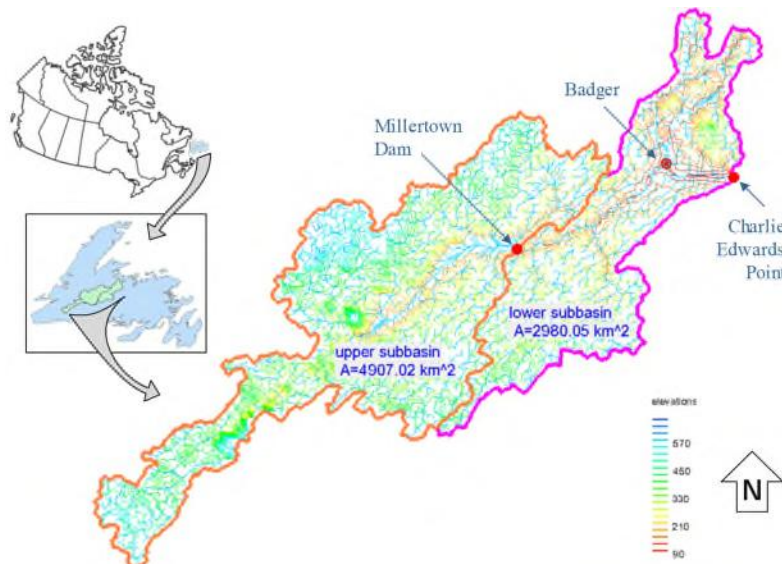 Badger
Millertown
Dam
Charlie
Edwards
Point
lower subbasin
A=2980.05 km^2
upper subbasin
A=4907.02 km^2
elevations
570
450
330
210
90
N